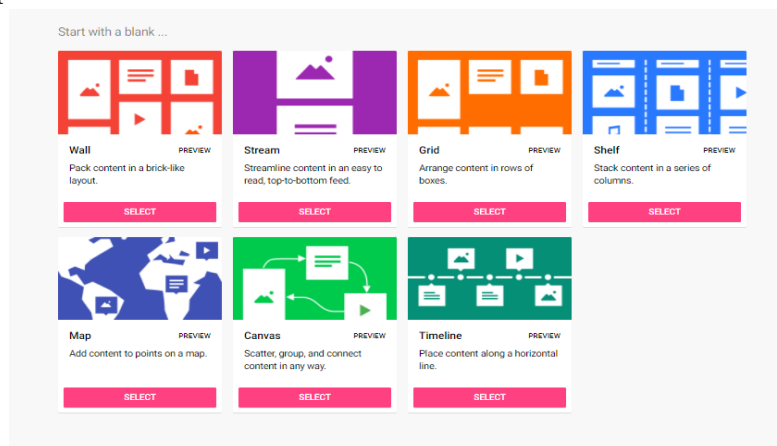 Start with a blank ...
Wall PREVIEW
Pack content in a brick-like
layout.
SELECT
Stream PREVIEW
Streamline content in an easy to
read, top-to-bottom feed.
SELECT
Grid PREVIEW
Arrange content in rows of
boxes.
SELECT
Shelf PREVIEW
Stack content in a series of
columns.
SELECT
Map PREVIEW
Add content to points on a map.
SELECT
Canvas PREVIEW
Scatter, group, and connect
content in any way.
SELECT
Timeline PREVIEW
Place content along a horizontal
line.
SELECT